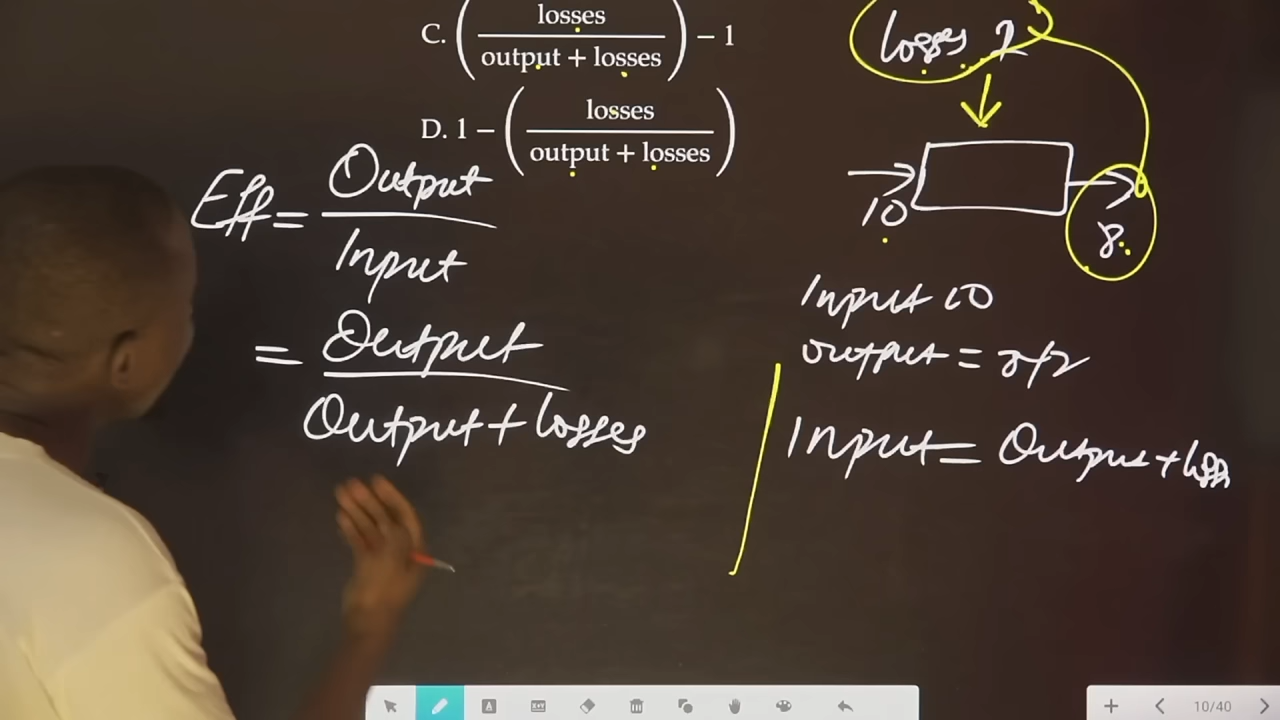 C. (losses / output + losses) − 1
D. 1 − (losses / output + losses)
Eff = Output / Input
= Output / Output + losses
losses 2
10
8
Input 10
Input = Output + loss
10/40